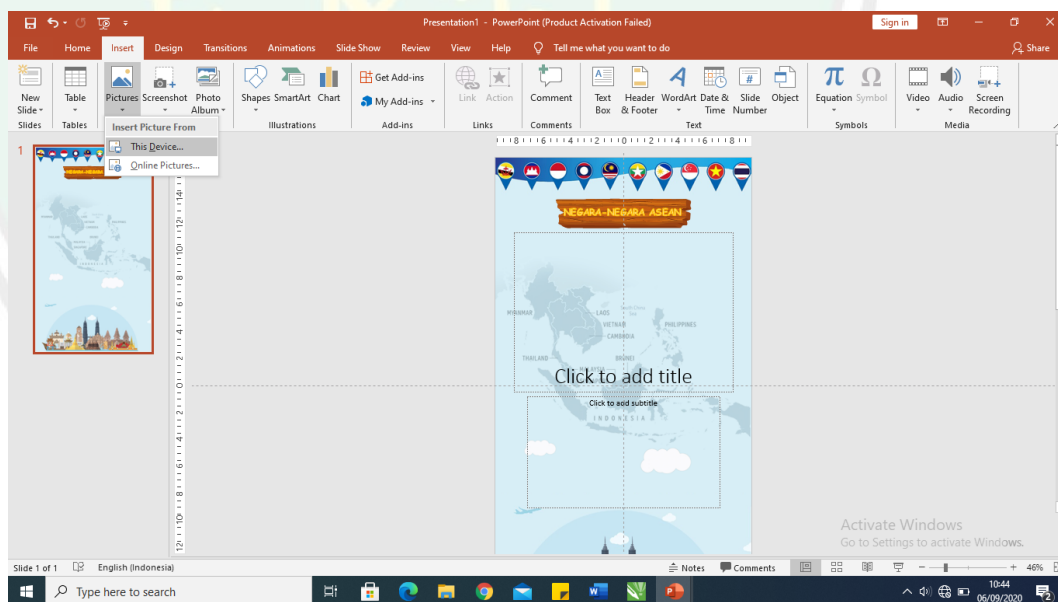 Presentation1 - PowerPoint (Product Activation Failed)
Sign in
File Home Insert Design Transitions Animations Slide Show Review View Help Tell me what you want to do Share
New Slide Table Pictures Screenshot Photo Album Shapes SmartArt Chart Get Add-ins My Add-ins Link Action Comment Text Box Header & Footer WordArt Date & Time Slide Number Object Equation Symbol Video Audio Screen Recording
Slides Tables Illustrations Add-ins Links Comments Text Symbols Media
Insert Picture From
This Device...
Online Pictures...
1
NEGARA-NEGARA ASEAN
NEGARA-NEGARA ASEAN
MYANMAR
LAOS
VIETNAM
PHILIPPINES
CAMBODIA
THAILAND
BRUNEI
Click to add title
Click to add subtitle
INDONESIA
Activate Windows
Go to Settings to activate Windows.
Slide 1 of 1 English (Indonesia) Notes Comments 46%
Type here to search
10:44
06/09/2020